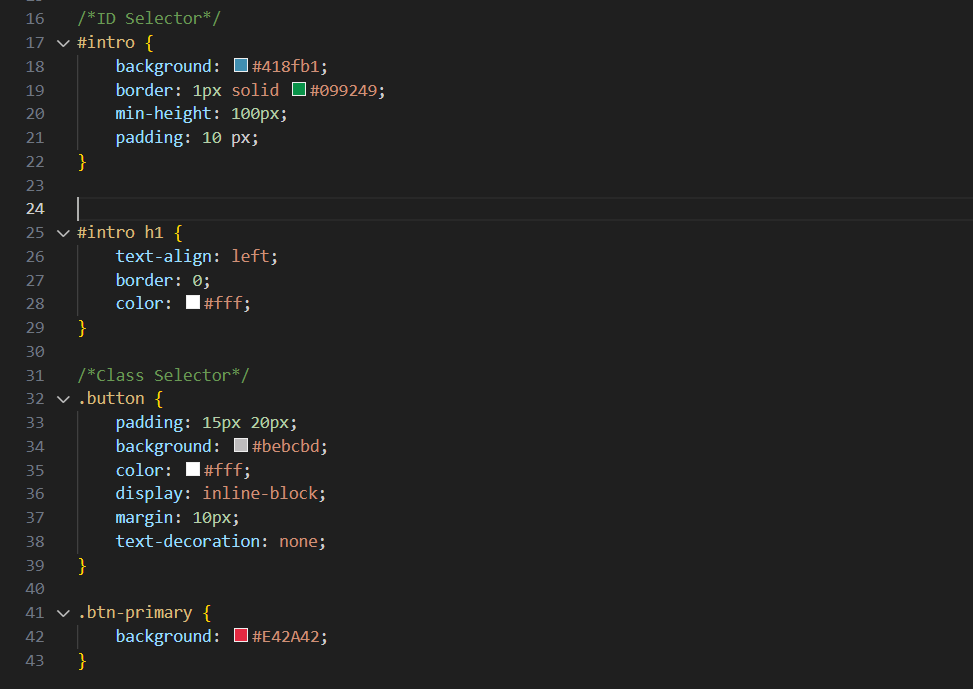 16 /*ID Selector*/
17 #intro {
18 background: #418fb1;
19 border: 1px solid #099249;
20 min-height: 100px;
21 padding: 10 px;
22 }
23
24
25 #intro h1 {
26 text-align: left;
27 border: 0;
28 color: #fff;
29 }
30
31 /*Class Selector*/
32 .button {
33 padding: 15px 20px;
34 background: #bebcbd;
35 color: #fff;
36 display: inline-block;
37 margin: 10px;
38 text-decoration: none;
39 }
40
41 .btn-primary {
42 background: #E42A42;
43 }